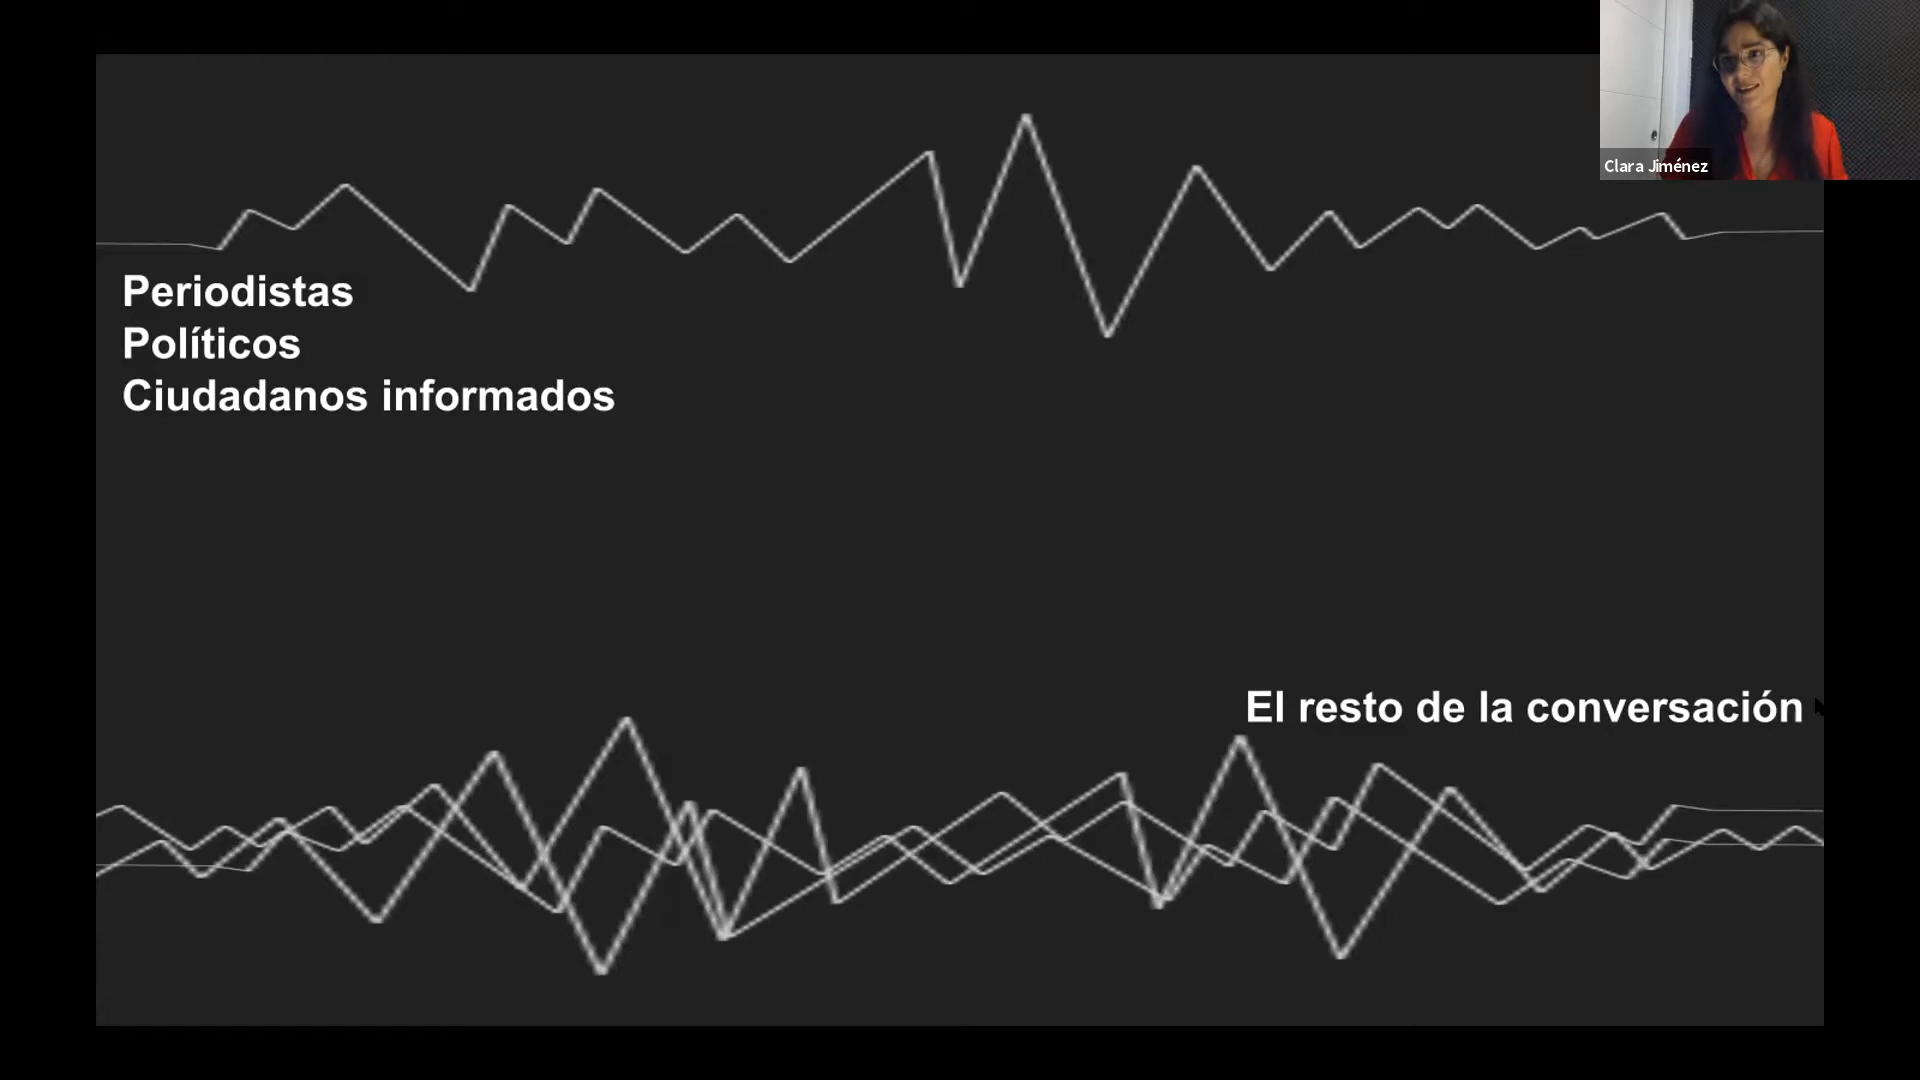 Clara Jiménez
Periodistas
Políticos
Ciudadanos informados
El resto de la conversación